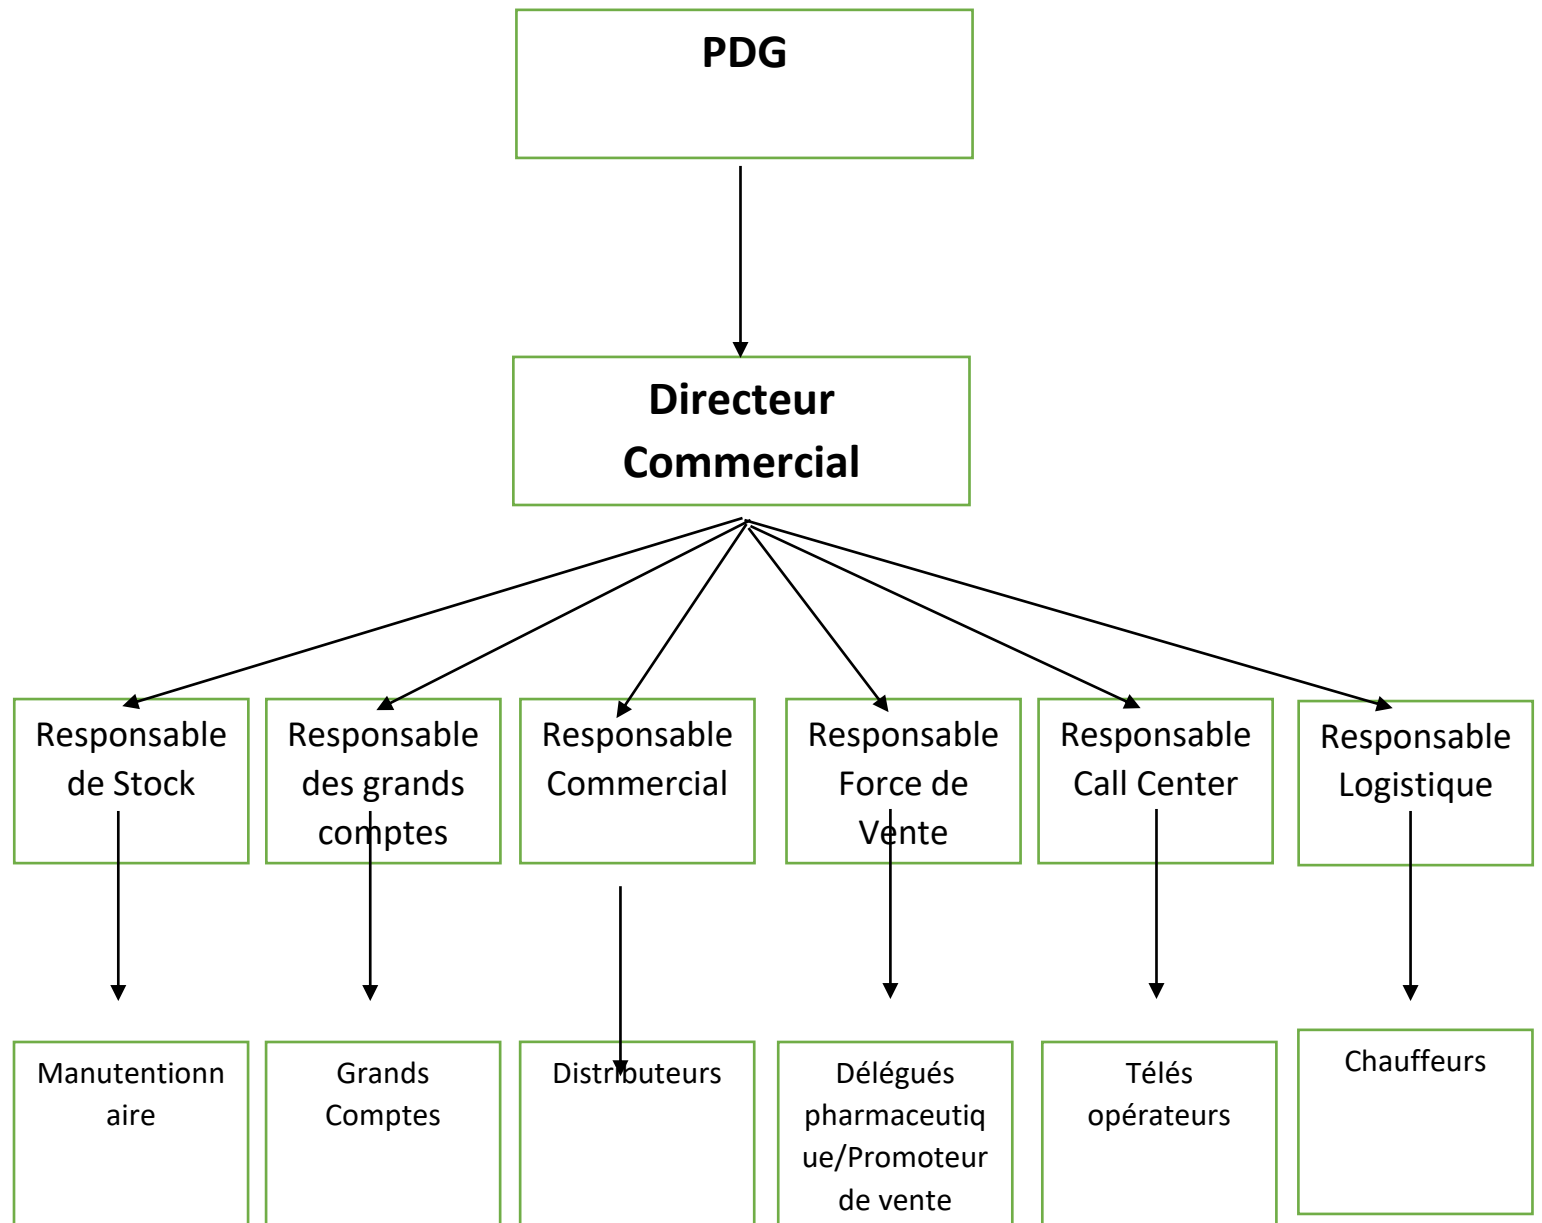 PDG
Directeur
Commercial
Responsable
de Stock
Responsable
des grands
comptes
Responsable
Commercial
Responsable
Force de
Vente
Responsable
Call Center
Responsable
Logistique
Manutentionn
aire
Grands
Comptes
Distributeurs
Délégués
pharmaceutiq
ue/Promoteur
de vente
Télés
opérateurs
Chauffeurs